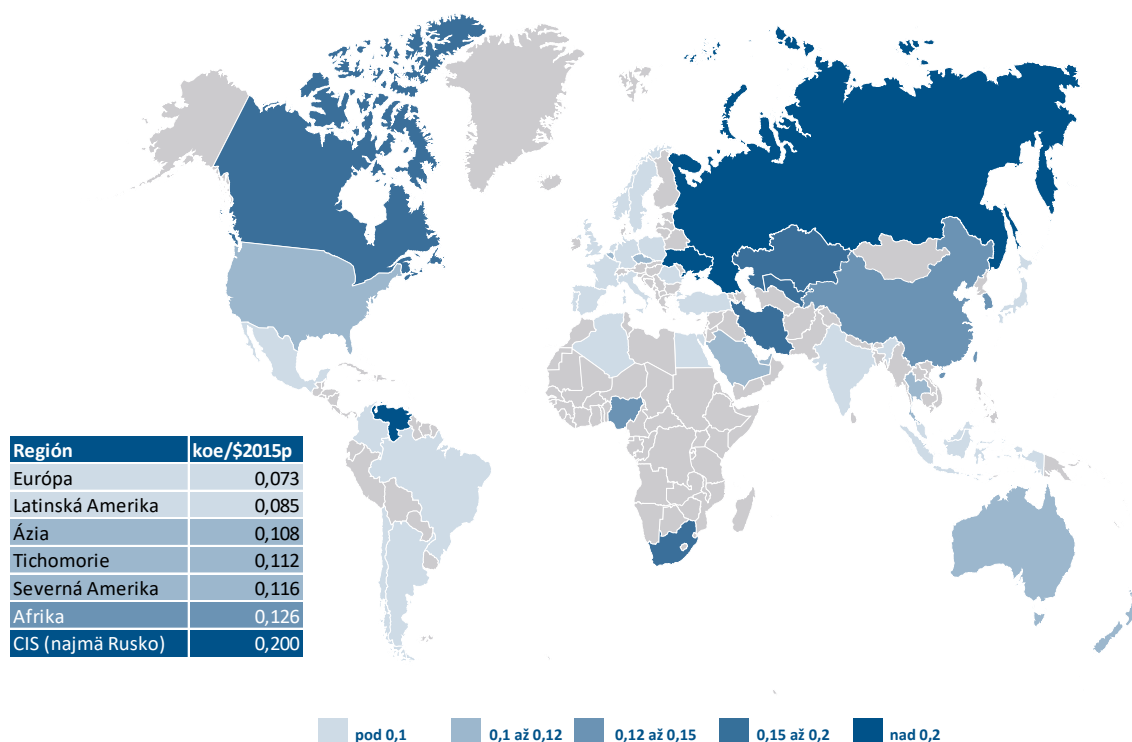 Región koe/$2015p
Európa 0,073
Latinská Amerika 0,085
Ázia 0,108
Tichomorie 0,112
Severná Amerika 0,116
Afrika 0,126
CIS (najmä Rusko) 0,200
pod 0,1 0,1 až 0,12 0,12 až 0,15 0,15 až 0,2 nad 0,2